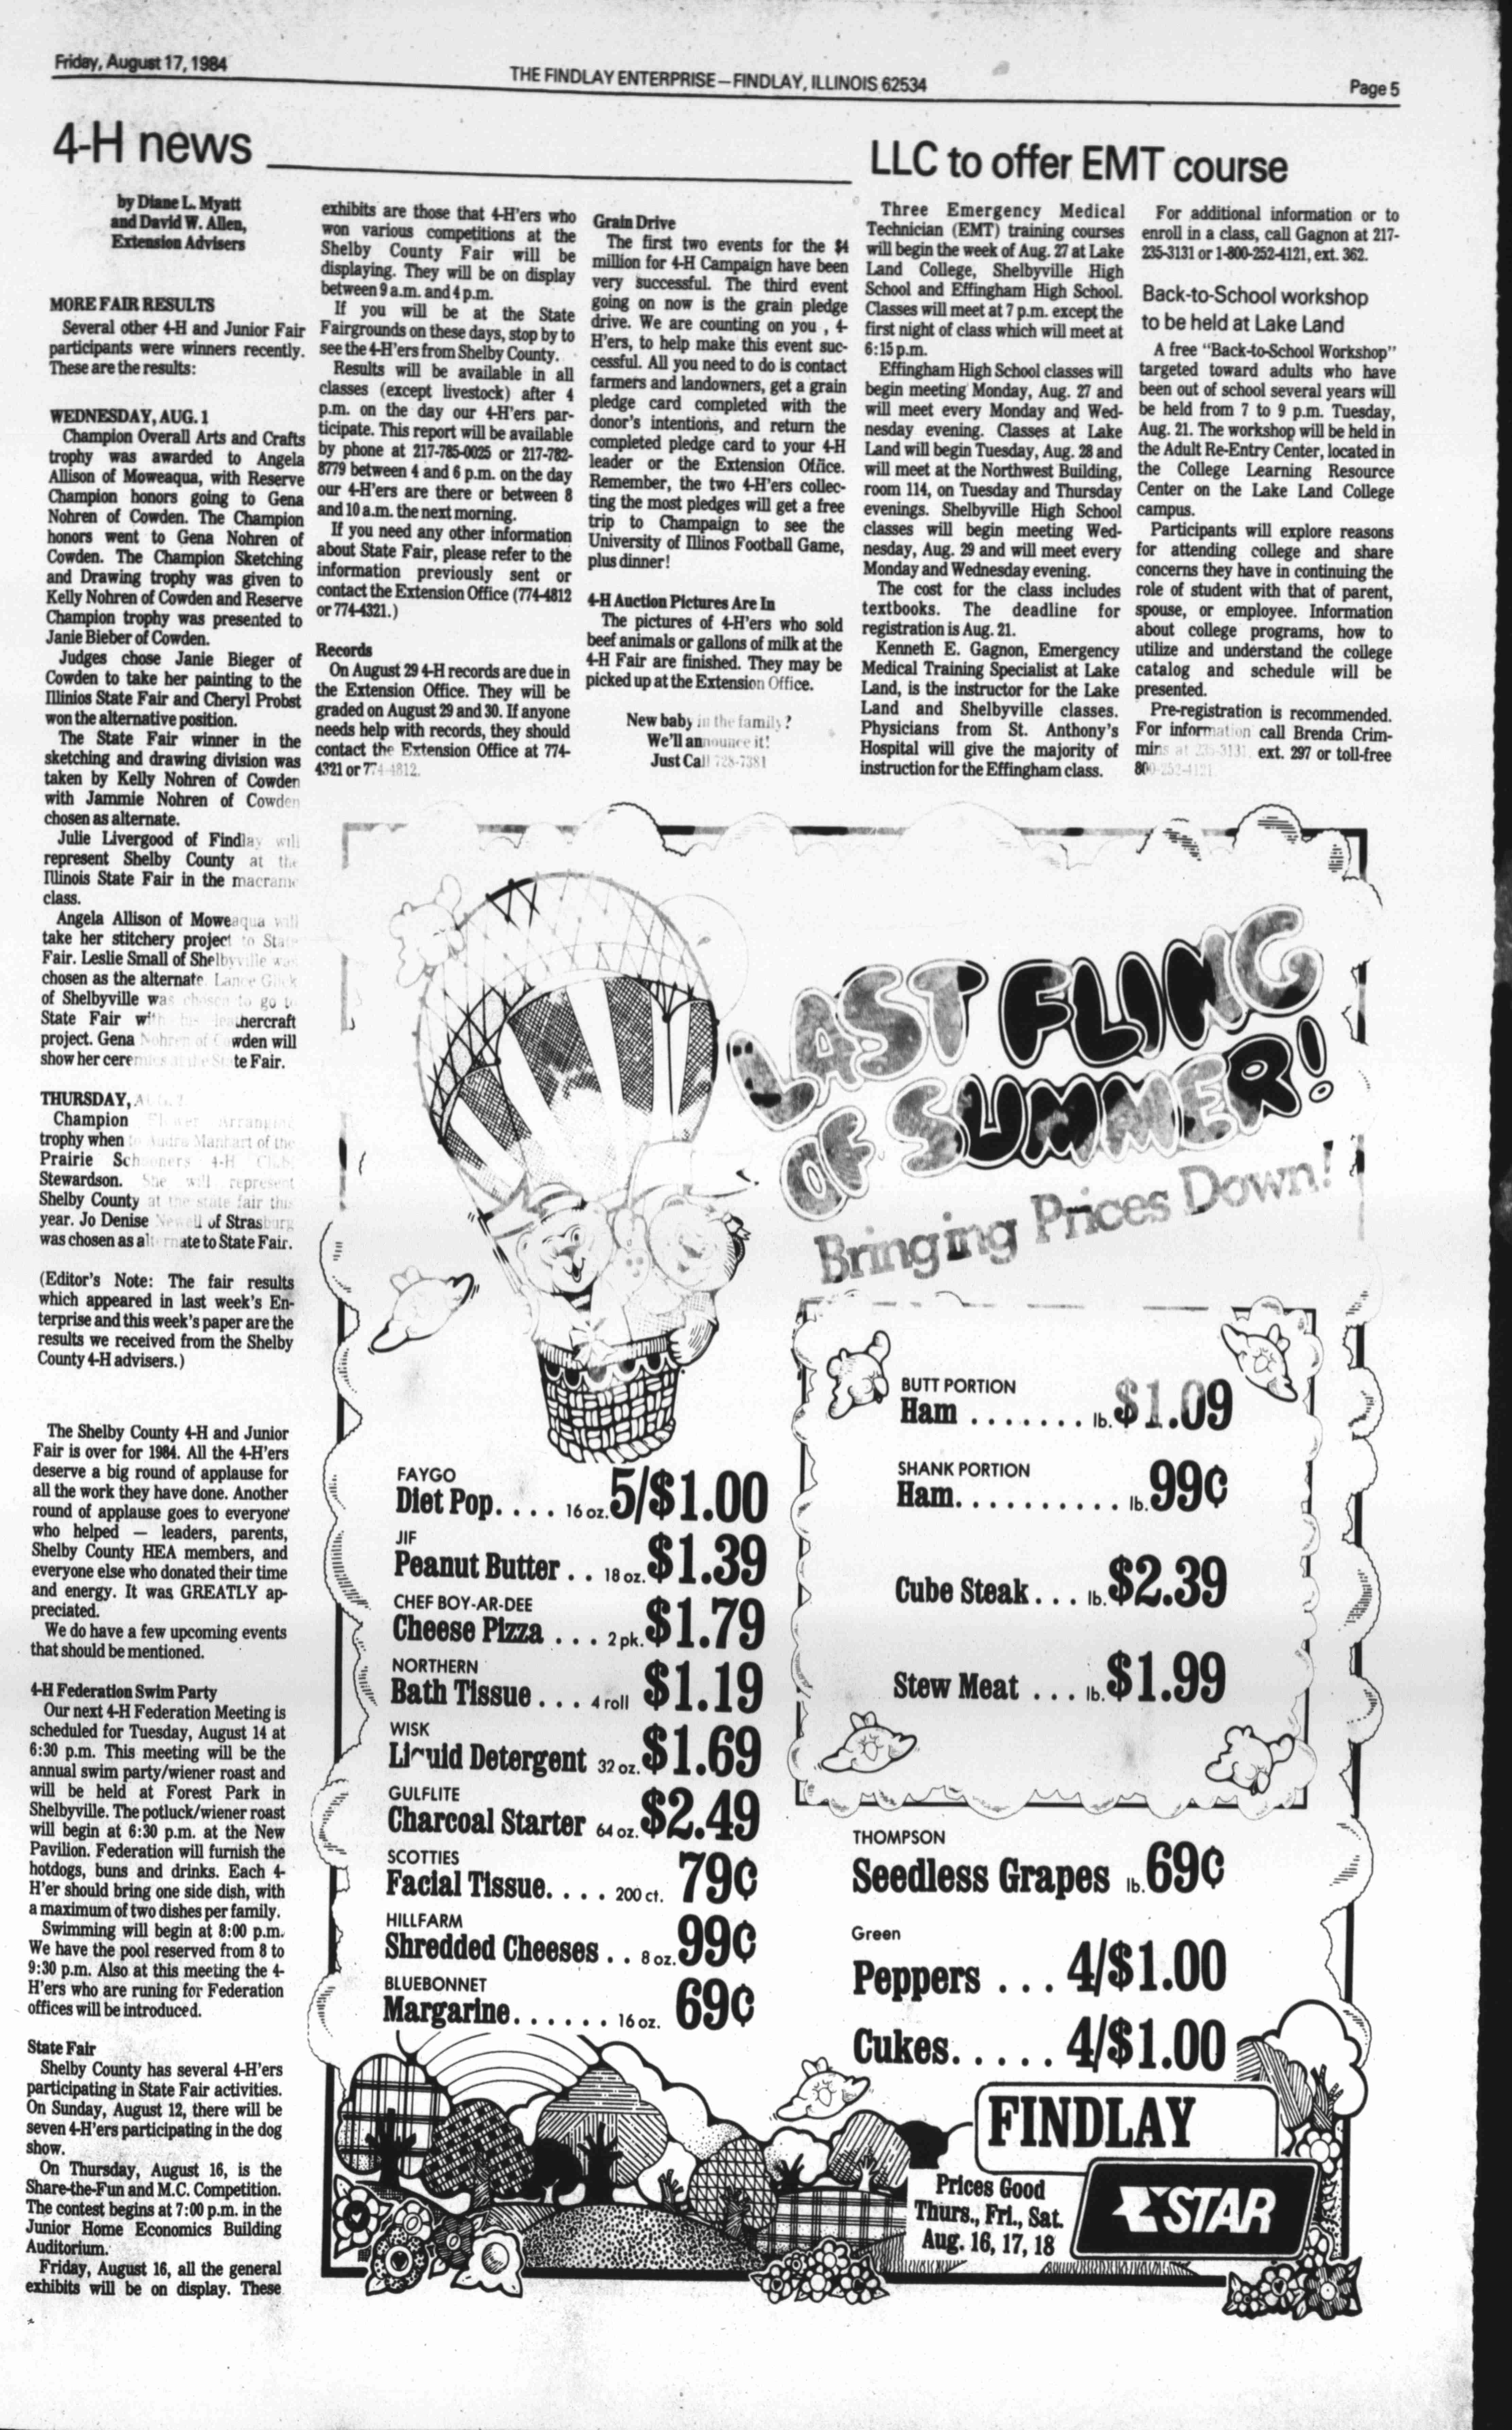 Friday, August 17, 1984
THE FINDLAY ENTERPRISE—FINDLAY, ILLINOIS 62534
Page 5
4-H news
by Diane L. Myatt
and David W. Allen,
Extension Advisers
MORE FAIR RESULTS
Several other 4-H and Junior Fair
participants were winners recently.
These are the results:
WEDNESDAY, AUG. 1
Champion Overall Arts and Crafts
trophy was awarded to Angela
Allison of Moweaqua, with Reserve
Champion honors going to Gena
Nohren of Cowden. The Champion
honors went to Gena Nohren of
Cowden. The Champion Sketching
and Drawing trophy was given to
Kelly Nohren of Cowden and Reserve
Champion trophy was presented to
Janie Bieber of Cowden.
Judges chose Janie Bieger of
Cowden to take her painting to the
Illinios State Fair and Cheryl Probst
won the alternative position.
The State Fair winner in the
sketching and drawing division was
taken by Kelly Nohren of Cowden
with Jammie Nohren of Cowden
chosen as alternate.
Julie Livergood of Findlay will
represent Shelby County at the
Illinois State Fair in the macrame
class.
Angela Allison of Moweaqua will
take her stitchery project to State
Fair. Leslie Small of Shelbyville was
chosen as the alternate. Lance Glick
of Shelbyville was chosen to go to
State Fair with his leathercraft
project. Gena Nohren of Cowden will
show her ceremics at the State Fair.
THURSDAY, AUG. 2
Champion Flower Arranging
trophy when to Audra Manhart of the
Prairie Schooners 4-H Club,
Stewardson. She will represent
Shelby County at the state fair this
year. Jo Denise Newell of Strasburg
was chosen as alternate to State Fair.
(Editor's Note: The fair results
which appeared in last week's En-
terprise and this week's paper are the
results we received from the Shelby
County 4-H advisers.)
The Shelby County 4-H and Junior
Fair is over for 1984. All the 4-H'ers
deserve a big round of applause for
all the work they have done. Another
round of applause goes to everyone
who helped — leaders, parents,
Shelby County HEA members, and
everyone else who donated their time
and energy. It was GREATLY ap-
preciated.
We do have a few upcoming events
that should be mentioned.
4-H Federation Swim Party
Our next 4-H Federation Meeting is
scheduled for Tuesday, August 14 at
6:30 p.m. This meeting will be the
annual swim party/wiener roast and
will be held at Forest Park in
Shelbyville. The potluck/wiener roast
will begin at 6:30 p.m. at the New
Pavilion. Federation will furnish the
hotdogs, buns and drinks. Each 4-
H'er should bring one side dish, with
a maximum of two dishes per family.
Swimming will begin at 8:00 p.m.
We have the pool reserved from 8 to
9:30 p.m. Also at this meeting the 4-
H'ers who are runing for Federation
offices will be introduced.
State Fair
Shelby County has several 4-H'ers
participating in State Fair activities.
On Sunday, August 12, there will be
seven 4-H'ers participating in the dog
show.
On Thursday, August 16, is the
Share-the-Fun and M.C. Competition.
The contest begins at 7:00 p.m. in the
Junior Home Economics Building
Auditorium.
Friday, August 16, all the general
exhibits will be on display. These
exhibits are those that 4-H'ers who
won various competitions at the
Shelby County Fair will be
displaying. They will be on display
between 9 a.m. and 4 p.m.
If you will be at the State
Fairgrounds on these days, stop by to
see the 4-H'ers from Shelby County.
Results will be available in all
classes (except livestock) after 4
p.m. on the day our 4-H'ers par-
ticipate. This report will be available
by phone at 217-785-0025 or 217-782-
8779 between 4 and 6 p.m. on the day
our 4-H'ers are there or between 8
and 10 a.m. the next morning.
If you need any other information
about State Fair, please refer to the
information previously sent or
contact the Extension Office (774-4812
or 774-4321.)
Records
On August 29 4-H records are due in
the Extension Office. They will be
graded on August 29 and 30. If anyone
needs help with records, they should
contact the Extension Office at 774-
4321 or 774-4812.
Grain Drive
The first two events for the $4
million for 4-H Campaign have been
very successful. The third event
going on now is the grain pledge
drive. We are counting on you , 4-
H'ers, to help make this event suc-
cessful. All you need to do is contact
farmers and landowners, get a grain
pledge card completed with the
donor's intentions, and return the
completed pledge card to your 4-H
leader or the Extension Office.
Remember, the two 4-H'ers collec-
ting the most pledges will get a free
trip to Champaign to see the
University of Illinos Football Game,
plus dinner!
4-H Auction Pictures Are In
The pictures of 4-H'ers who sold
beef animals or gallons of milk at the
4-H Fair are finished. They may be
picked up at the Extension Office.
New baby in the family?
We'll announce it!
Just Call 728-7381
LLC to offer EMT course
Three Emergency Medical
Technician (EMT) training courses
will begin the week of Aug. 27 at Lake
Land College, Shelbyville High
School and Effingham High School.
Classes will meet at 7 p.m. except the
first night of class which will meet at
6:15 p.m.
Effingham High School classes will
begin meeting Monday, Aug. 27 and
will meet every Monday and Wed-
nesday evening. Classes at Lake
Land will begin Tuesday, Aug. 28 and
will meet at the Northwest Building,
room 114, on Tuesday and Thursday
evenings. Shelbyville High School
classes will begin meeting Wed-
nesday, Aug. 29 and will meet every
Monday and Wednesday evening.
The cost for the class includes
textbooks. The deadline for
registration is Aug. 21.
Kenneth E. Gagnon, Emergency
Medical Training Specialist at Lake
Land, is the instructor for the Lake
Land and Shelbyville classes.
Physicians from St. Anthony's
Hospital will give the majority of
instruction for the Effingham class.
For additional information or to
enroll in a class, call Gagnon at 217-
235-3131 or 1-800-252-4121, ext. 362.
Back-to-School workshop
to be held at Lake Land
A free "Back-to-School Workshop"
targeted toward adults who have
been out of school several years will
be held from 7 to 9 p.m. Tuesday,
Aug. 21. The workshop will be held in
the Adult Re-Entry Center, located in
the College Learning Resource
Center on the Lake Land College
campus.
Participants will explore reasons
for attending college and share
concerns they have in continuing the
role of student with that of parent,
spouse, or employee. Information
about college programs, how to
utilize and understand the college
catalog and schedule will be
presented.
Pre-registration is recommended.
For information call Brenda Crim-
mins at 235-3131, ext. 297 or toll-free
800-252-4121.
LAST FLING
OF SUMMER!
Bringing Prices Down!
FAYGO
Diet Pop. . . . 16 oz. 5/$1.00
JIF
Peanut Butter . . 18 oz. $1.39
CHEF BOY-AR-DEE
Cheese Pizza . . . 2 pk. $1.79
NORTHERN
Bath Tissue . . . 4 roll $1.19
WISK
Liquid Detergent 32 oz. $1.69
GULFLITE
Charcoal Starter 64 oz. $2.49
SCOTTIES
Facial Tissue. . . . 200 ct. 79¢
HILLFARM
Shredded Cheeses . . 8 oz. 99¢
BLUEBONNET
Margarine. . . . . . 16 oz. 69¢
BUTT PORTION
Ham . . . . . . . lb. $1.09
SHANK PORTION
Ham. . . . . . . . . . lb. 99¢
Cube Steak . . . lb. $2.39
Stew Meat . . . lb. $1.99
THOMPSON
Seedless Grapes lb. 69¢
Green
Peppers . . . 4/$1.00
Cukes. . . . . 4/$1.00
FINDLAY
STAR
Prices Good
Thurs., Fri., Sat.
Aug. 16, 17, 18